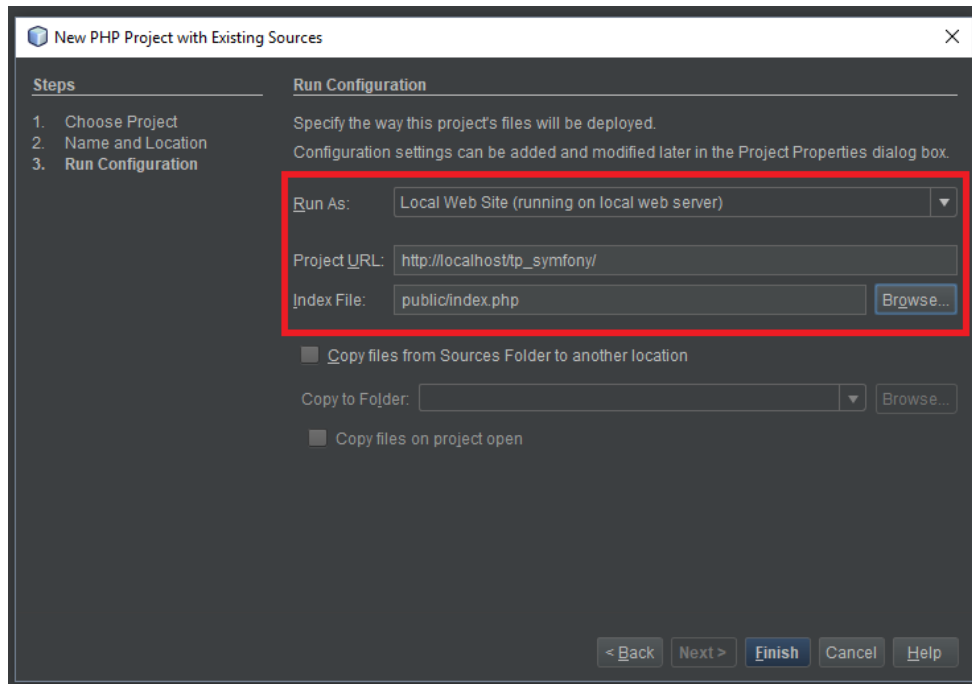 New PHP Project with Existing Sources
Steps
1. Choose Project
2. Name and Location
3. Run Configuration
Run Configuration
Specify the way this project's files will be deployed.
Configuration settings can be added and modified later in the Project Properties dialog box.
Run As: Local Web Site (running on local web server)
Project URL: http://localhost/tp_symfony/
Index File: public/index.php Browse...
Copy files from Sources Folder to another location
Copy to Folder: Browse...
Copy files on project open
< Back Next > Finish Cancel Help